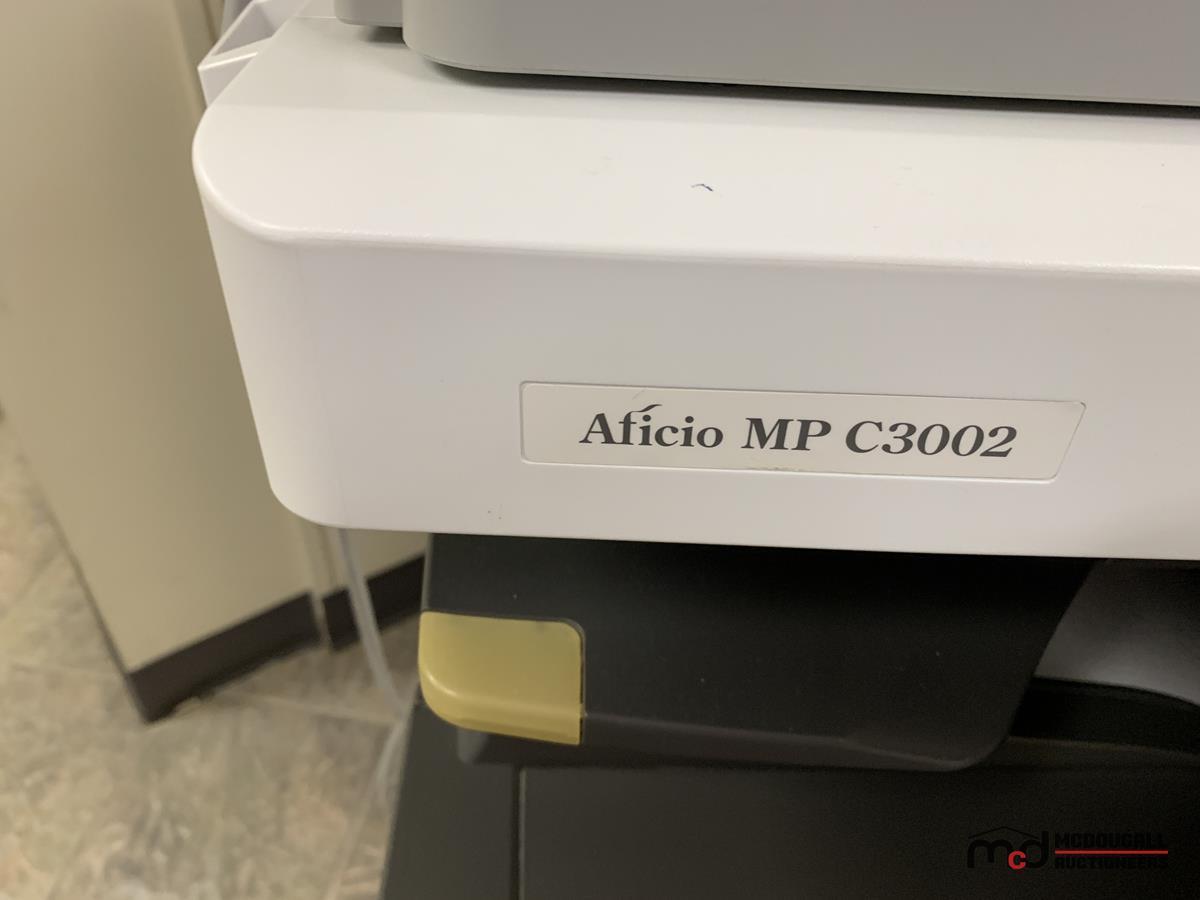 Aficio MP C3002
mcd
MCDOUGALL
AUCTIONEERS